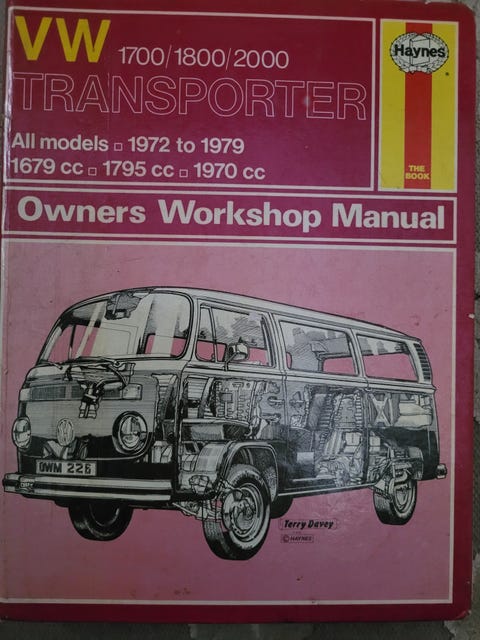 VW 1700/1800/2000
TRANSPORTER
All models ▫ 1972 to 1979
1679 cc ▫ 1795 cc ▫ 1970 cc
Haynes
®
THE
BOOK
Owners Workshop Manual
OWM 226
Terry Davey
© HAYNES